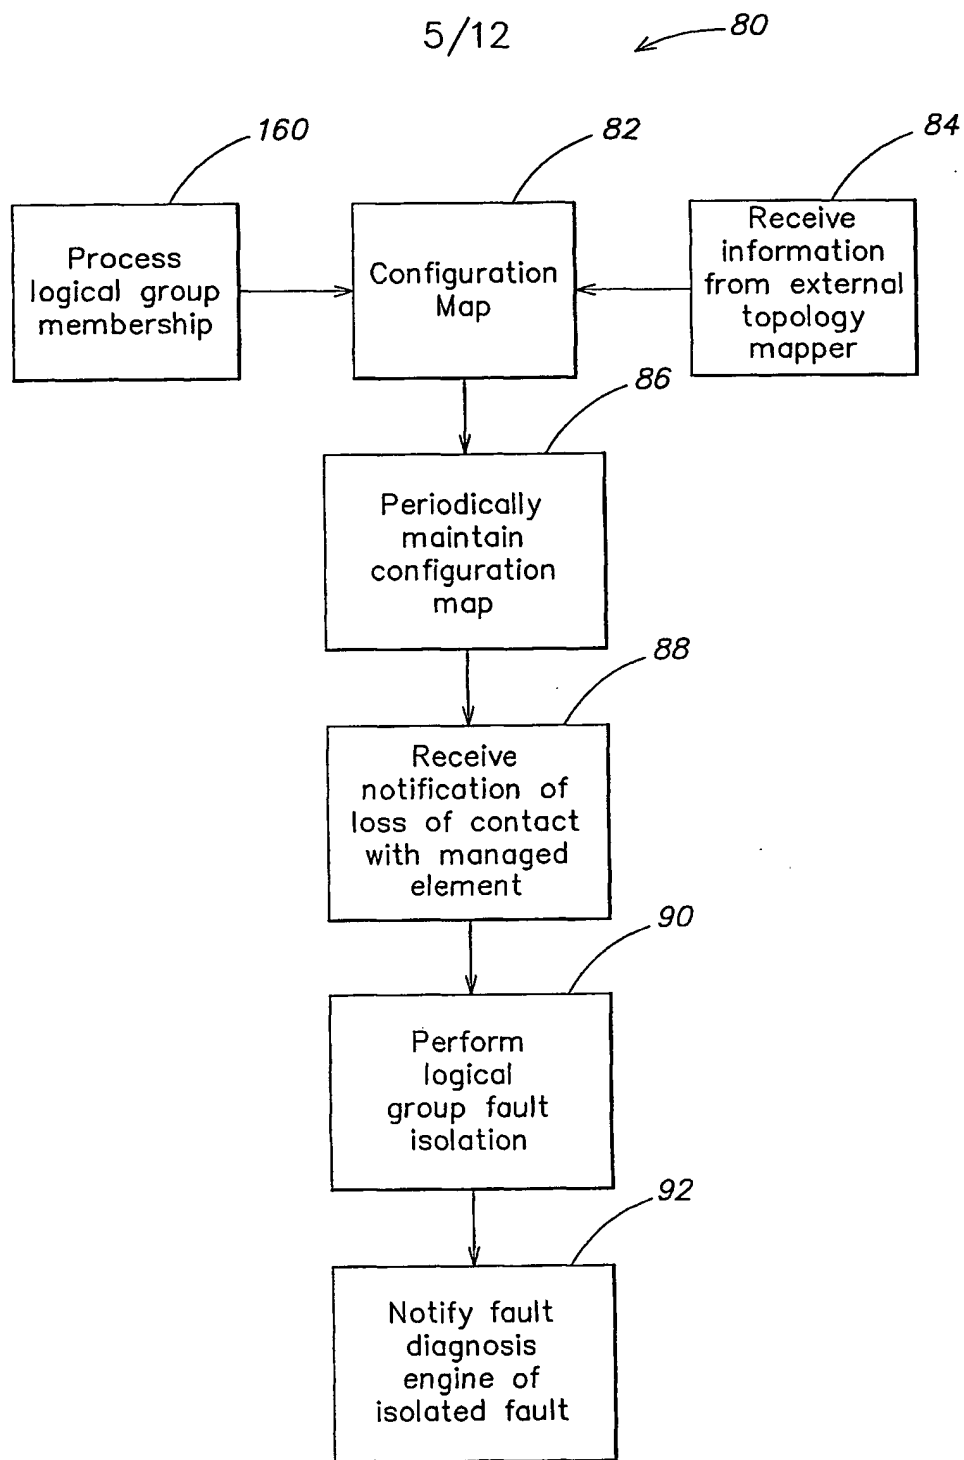 5/12
80
160
82
84
Process
logical group
membership
Configuration
Map
Receive
information
from external
topology
mapper
86
Periodically
maintain
configuration
map
88
Receive
notification of
loss of contact
with managed
element
90
Perform
logical
group fault
isolation
92
Notify fault
diagnosis
engine of
isolated fault